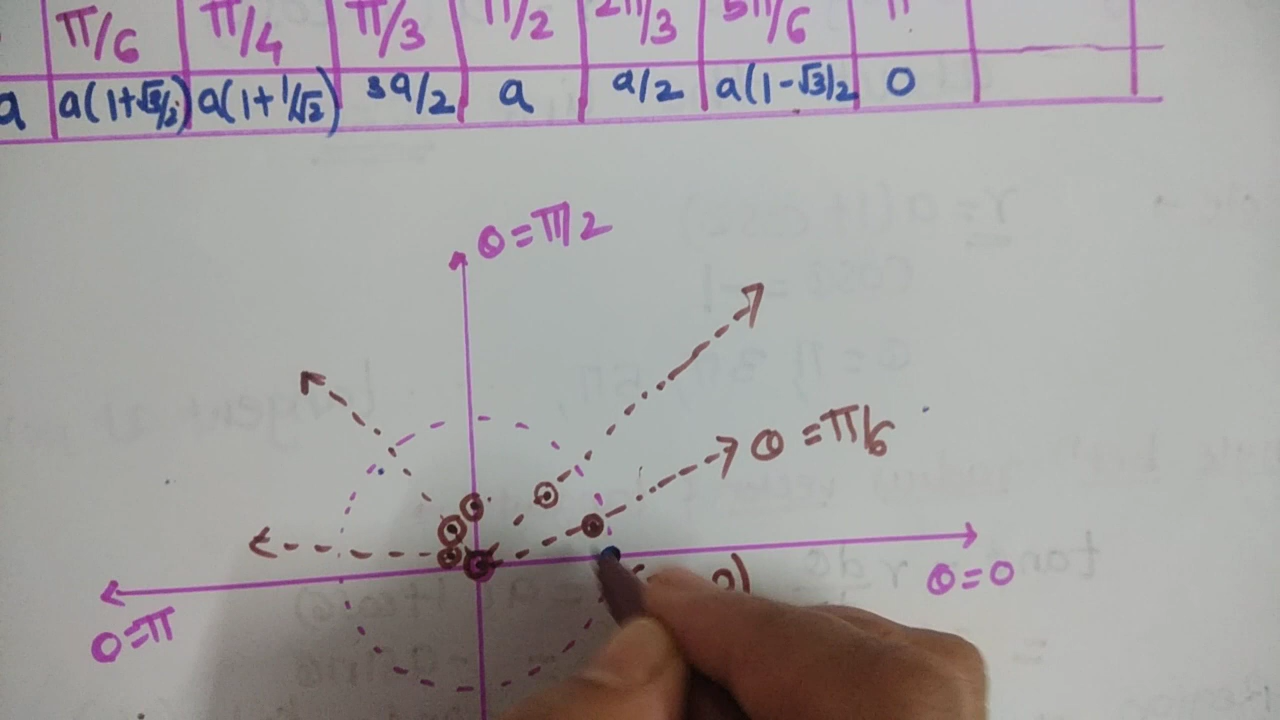 π/6 π/4 π/3 π/2 2π/3 5π/6 π
a a(1+√3/2) a(1+1/√2) 3a/2 a a/2 a(1-√3)2 0
θ=π/2
θ=π/6
θ=0
θ=π